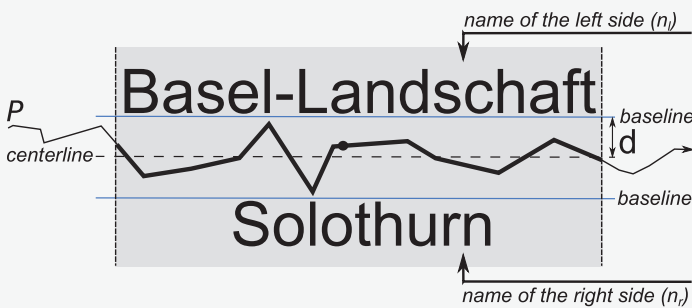 name of the left side (nl)
Basel-Landschaft
P
baseline
d
centerline
baseline
Solothurn
name of the right side (nr)